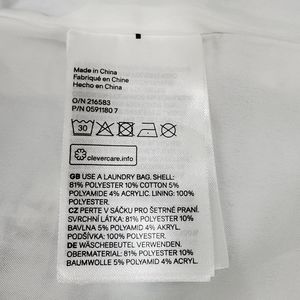 Made in China
Fabriqué en Chine
Hecho en China
O/N 216583
P/N 0591180 7
30
clevercare.info
GB USE A LAUNDRY BAG. SHELL:
81% POLYESTER 10% COTTON 5%
POLYAMIDE 4% ACRYLIC. LINING: 100%
POLYESTER.
CZ PERTE V SÁČKU PRO ŠETRNÉ PRANÍ.
SVRCHNÍ LÁTKA: 81% POLYESTER 10%
BAVLNA 5% POLYAMID 4% AKRYL.
PODŠÍVKA: 100% POLYESTER.
DE WÄSCHEBEUTEL VERWENDEN.
OBERMATERIAL: 81% POLYESTER 10%
BAUMWOLLE 5% POLYAMID 4% ACRYL.